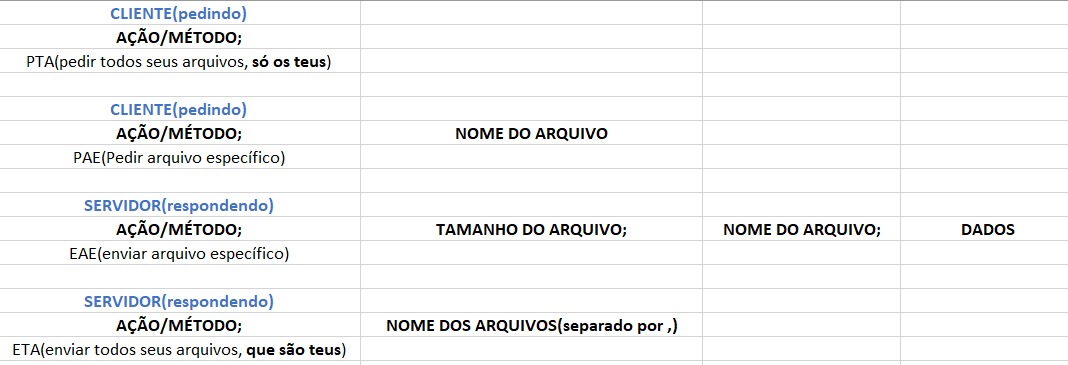 CLIENTE(pedindo)
AÇÃO/MÉTODO;
PTA(pedir todos seus arquivos, só os teus)
CLIENTE(pedindo)
AÇÃO/MÉTODO; NOME DO ARQUIVO
PAE(Pedir arquivo específico)
SERVIDOR(respondendo)
AÇÃO/MÉTODO; TAMANHO DO ARQUIVO; NOME DO ARQUIVO; DADOS
EAE(enviar arquivo específico)
SERVIDOR(respondendo)
AÇÃO/MÉTODO; NOME DOS ARQUIVOS(separado por ,)
ETA(enviar todos seus arquivos, que são teus)